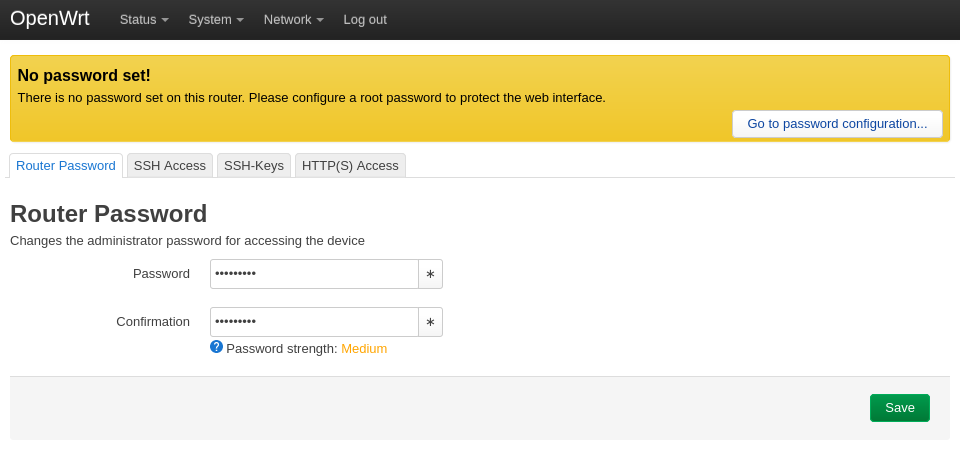 OpenWrt Status System Network Log out
No password set!
There is no password set on this router. Please configure a root password to protect the web interface.
Go to password configuration...
Router Password SSH Access SSH-Keys HTTP(S) Access
Router Password
Changes the administrator password for accessing the device
Password ••••••••• ∗
Confirmation ••••••••• ∗
? Password strength: Medium
Save